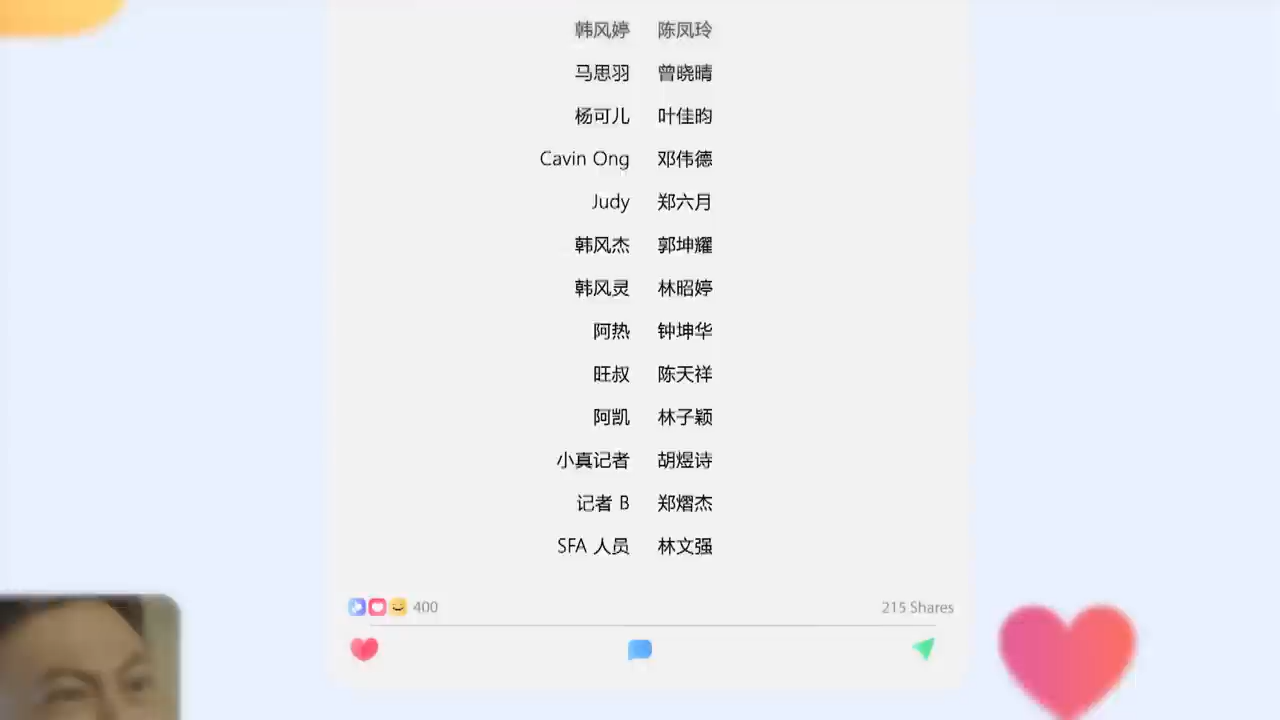 韩风婷 陈凤玲
马思羽 曾晓晴
杨可儿 叶佳昀
Cavin Ong 邓伟德
Judy 郑六月
韩风杰 郭坤耀
韩风灵 林昭婷
阿热 钟坤华
旺叔 陈天祥
阿凯 林子颖
小真记者 胡煜诗
记者 B 郑熠杰
SFA 人员 林文强
400 215 Shares